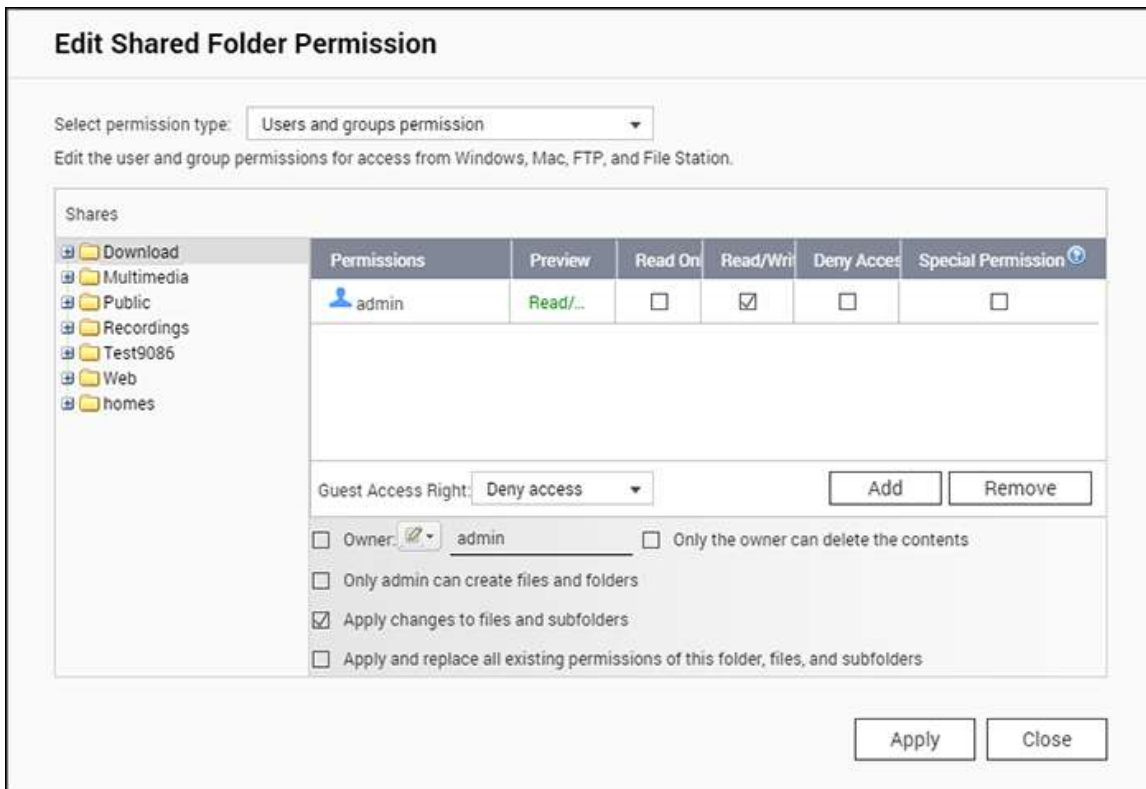 Edit Shared Folder Permission
Select permission type: Users and groups permission
Edit the user and group permissions for access from Windows, Mac, FTP, and File Station.
Shares
Download
Multimedia
Public
Recordings
Test9086
Web
homes
Permissions Preview Read Onl Read/Writ Deny Acces Special Permission
admin Read/...
Guest Access Right: Deny access Add Remove
Owner: admin Only the owner can delete the contents
Only admin can create files and folders
Apply changes to files and subfolders
Apply and replace all existing permissions of this folder, files, and subfolders
Apply Close